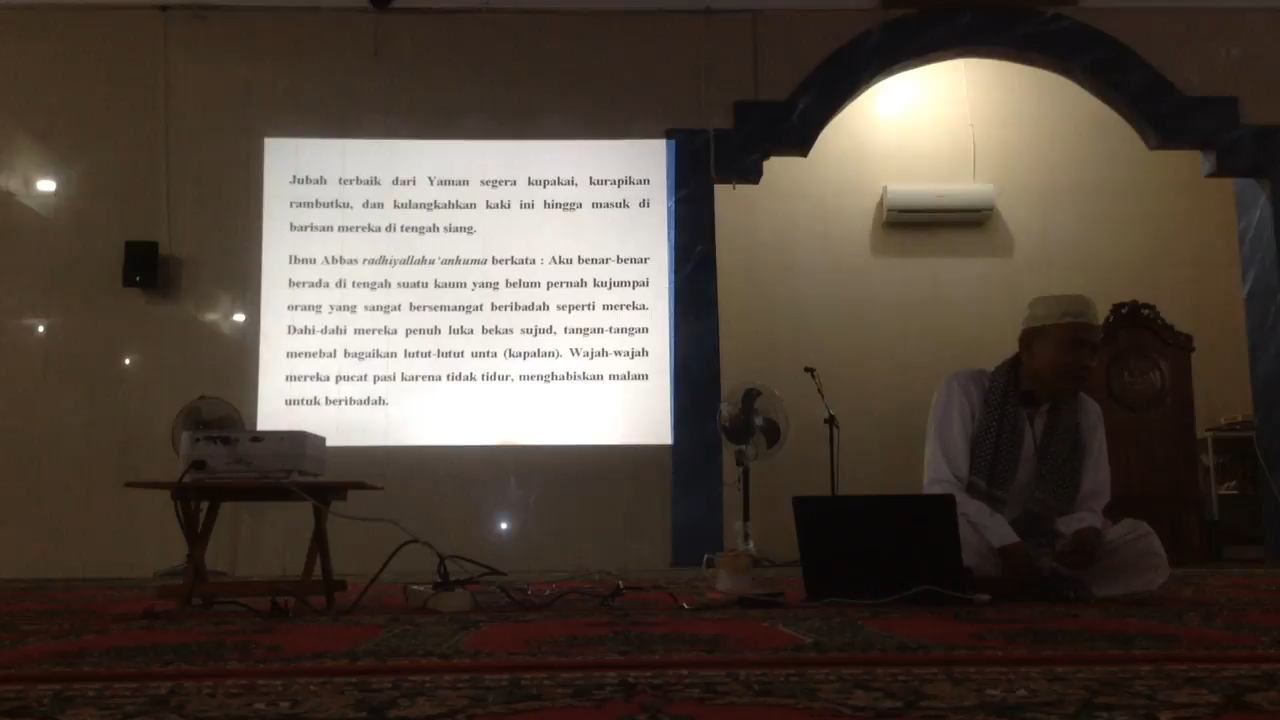 Jubah terbaik dari Yaman segera kupakai, kurapikan
rambutku, dan kulangkahkan kaki ini hingga masuk di
barisan mereka di tengah siang.
Ibnu Abbas radhiyallahu‘anhuma berkata : Aku benar-benar
berada di tengah suatu kaum yang belum pernah kujumpai
orang yang sangat bersemangat beribadah seperti mereka.
Dahi-dahi mereka penuh luka bekas sujud, tangan-tangan
menebal bagaikan lutut-lutut unta (kapalan). Wajah-wajah
mereka pucat pasi karena tidak tidur, menghabiskan malam
untuk beribadah.